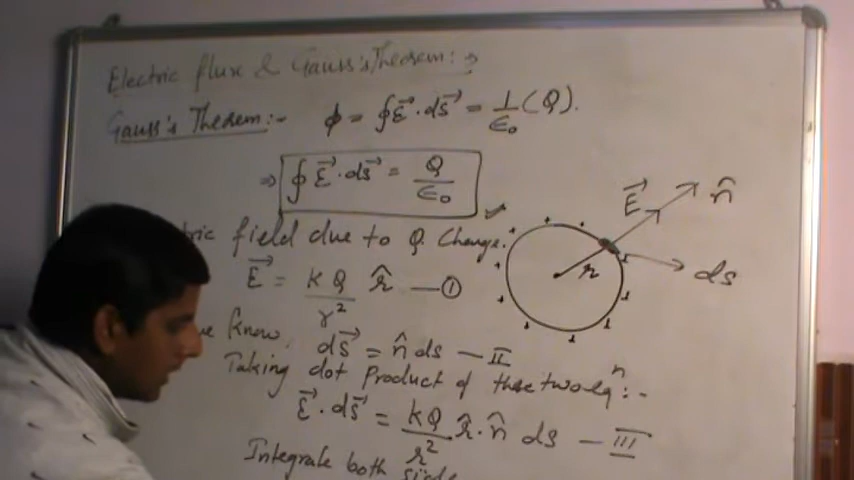 Electric flux & Gauss's Theorem :→
Gauss's Theorem :- φ = ∮ E⃗ · ds⃗ = 1/ε₀ (Q).
⇒ ∮ E⃗ · ds⃗ = Q/ε₀
tric field due to Q Charge.
E⃗ = KQ/r² r̂ — ①
we know, ds⃗ = n̂ ds — II
Taking dot Product of these two eqⁿ :-
E⃗ · ds⃗ = KQ/r² r̂ · n̂ ds — III
Integrate both side
E⃗ n̂
r ds